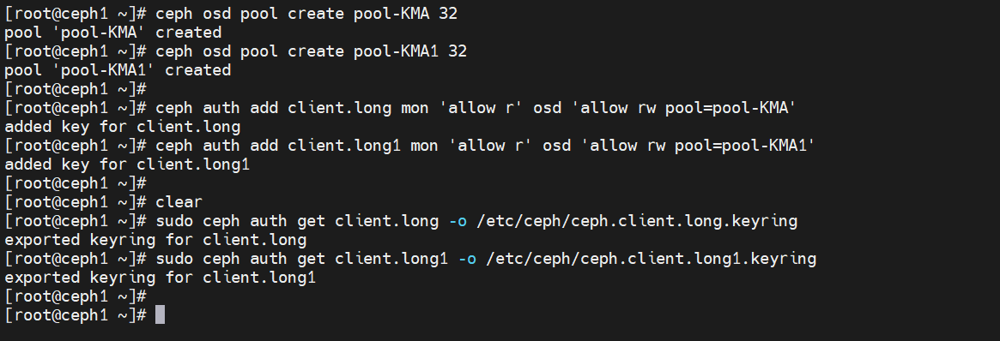 [root@ceph1 ~]# ceph osd pool create pool-KMA 32
pool 'pool-KMA' created
[root@ceph1 ~]# ceph osd pool create pool-KMA1 32
pool 'pool-KMA1' created
[root@ceph1 ~]#
[root@ceph1 ~]# ceph auth add client.long mon 'allow r' osd 'allow rw pool=pool-KMA'
added key for client.long
[root@ceph1 ~]# ceph auth add client.long1 mon 'allow r' osd 'allow rw pool=pool-KMA1'
added key for client.long1
[root@ceph1 ~]#
[root@ceph1 ~]# clear
[root@ceph1 ~]# sudo ceph auth get client.long -o /etc/ceph/ceph.client.long.keyring
exported keyring for client.long
[root@ceph1 ~]# sudo ceph auth get client.long1 -o /etc/ceph/ceph.client.long1.keyring
exported keyring for client.long1
[root@ceph1 ~]#
[root@ceph1 ~]#